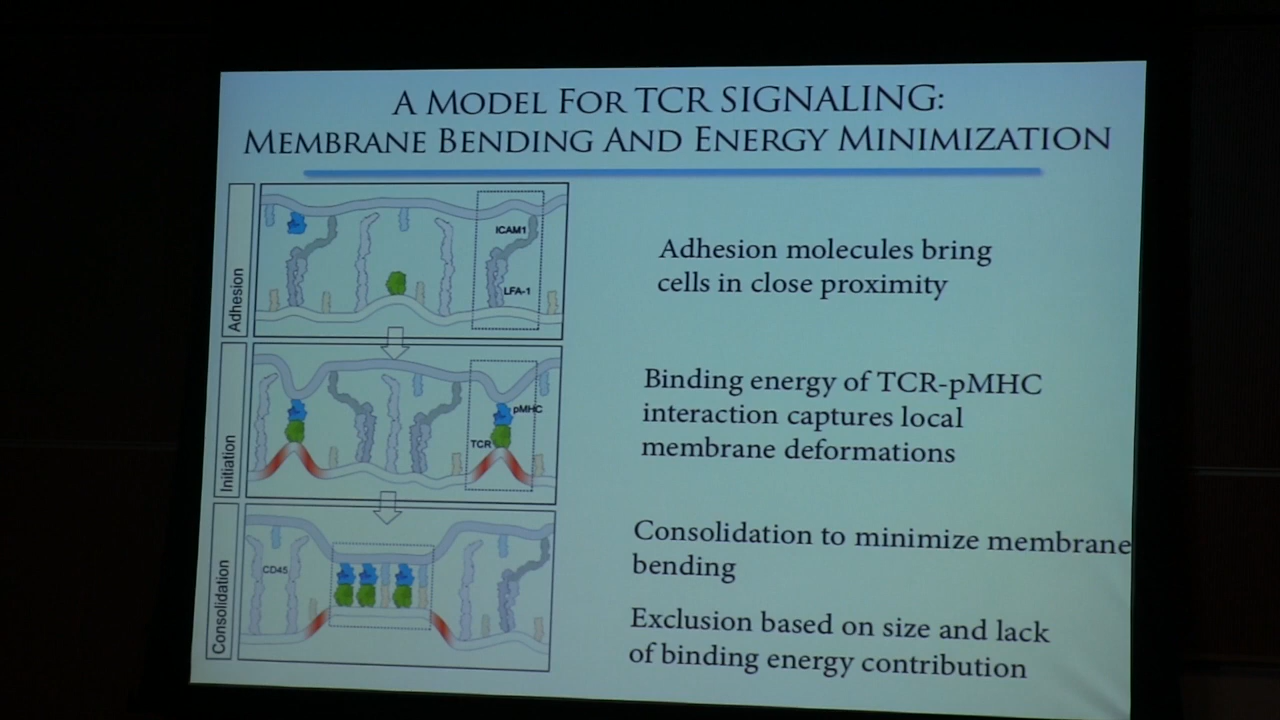 A MODEL FOR TCR SIGNALING:
MEMBRANE BENDING AND ENERGY MINIMIZATION
Adhesion
ICAM1
LFA-1
Adhesion molecules bring
cells in close proximity
Initiation
pMHC
TCR
Binding energy of TCR-pMHC
interaction captures local
membrane deformations
Consolidation
CD45
Consolidation to minimize membrane
bending
Exclusion based on size and lack
of binding energy contribution